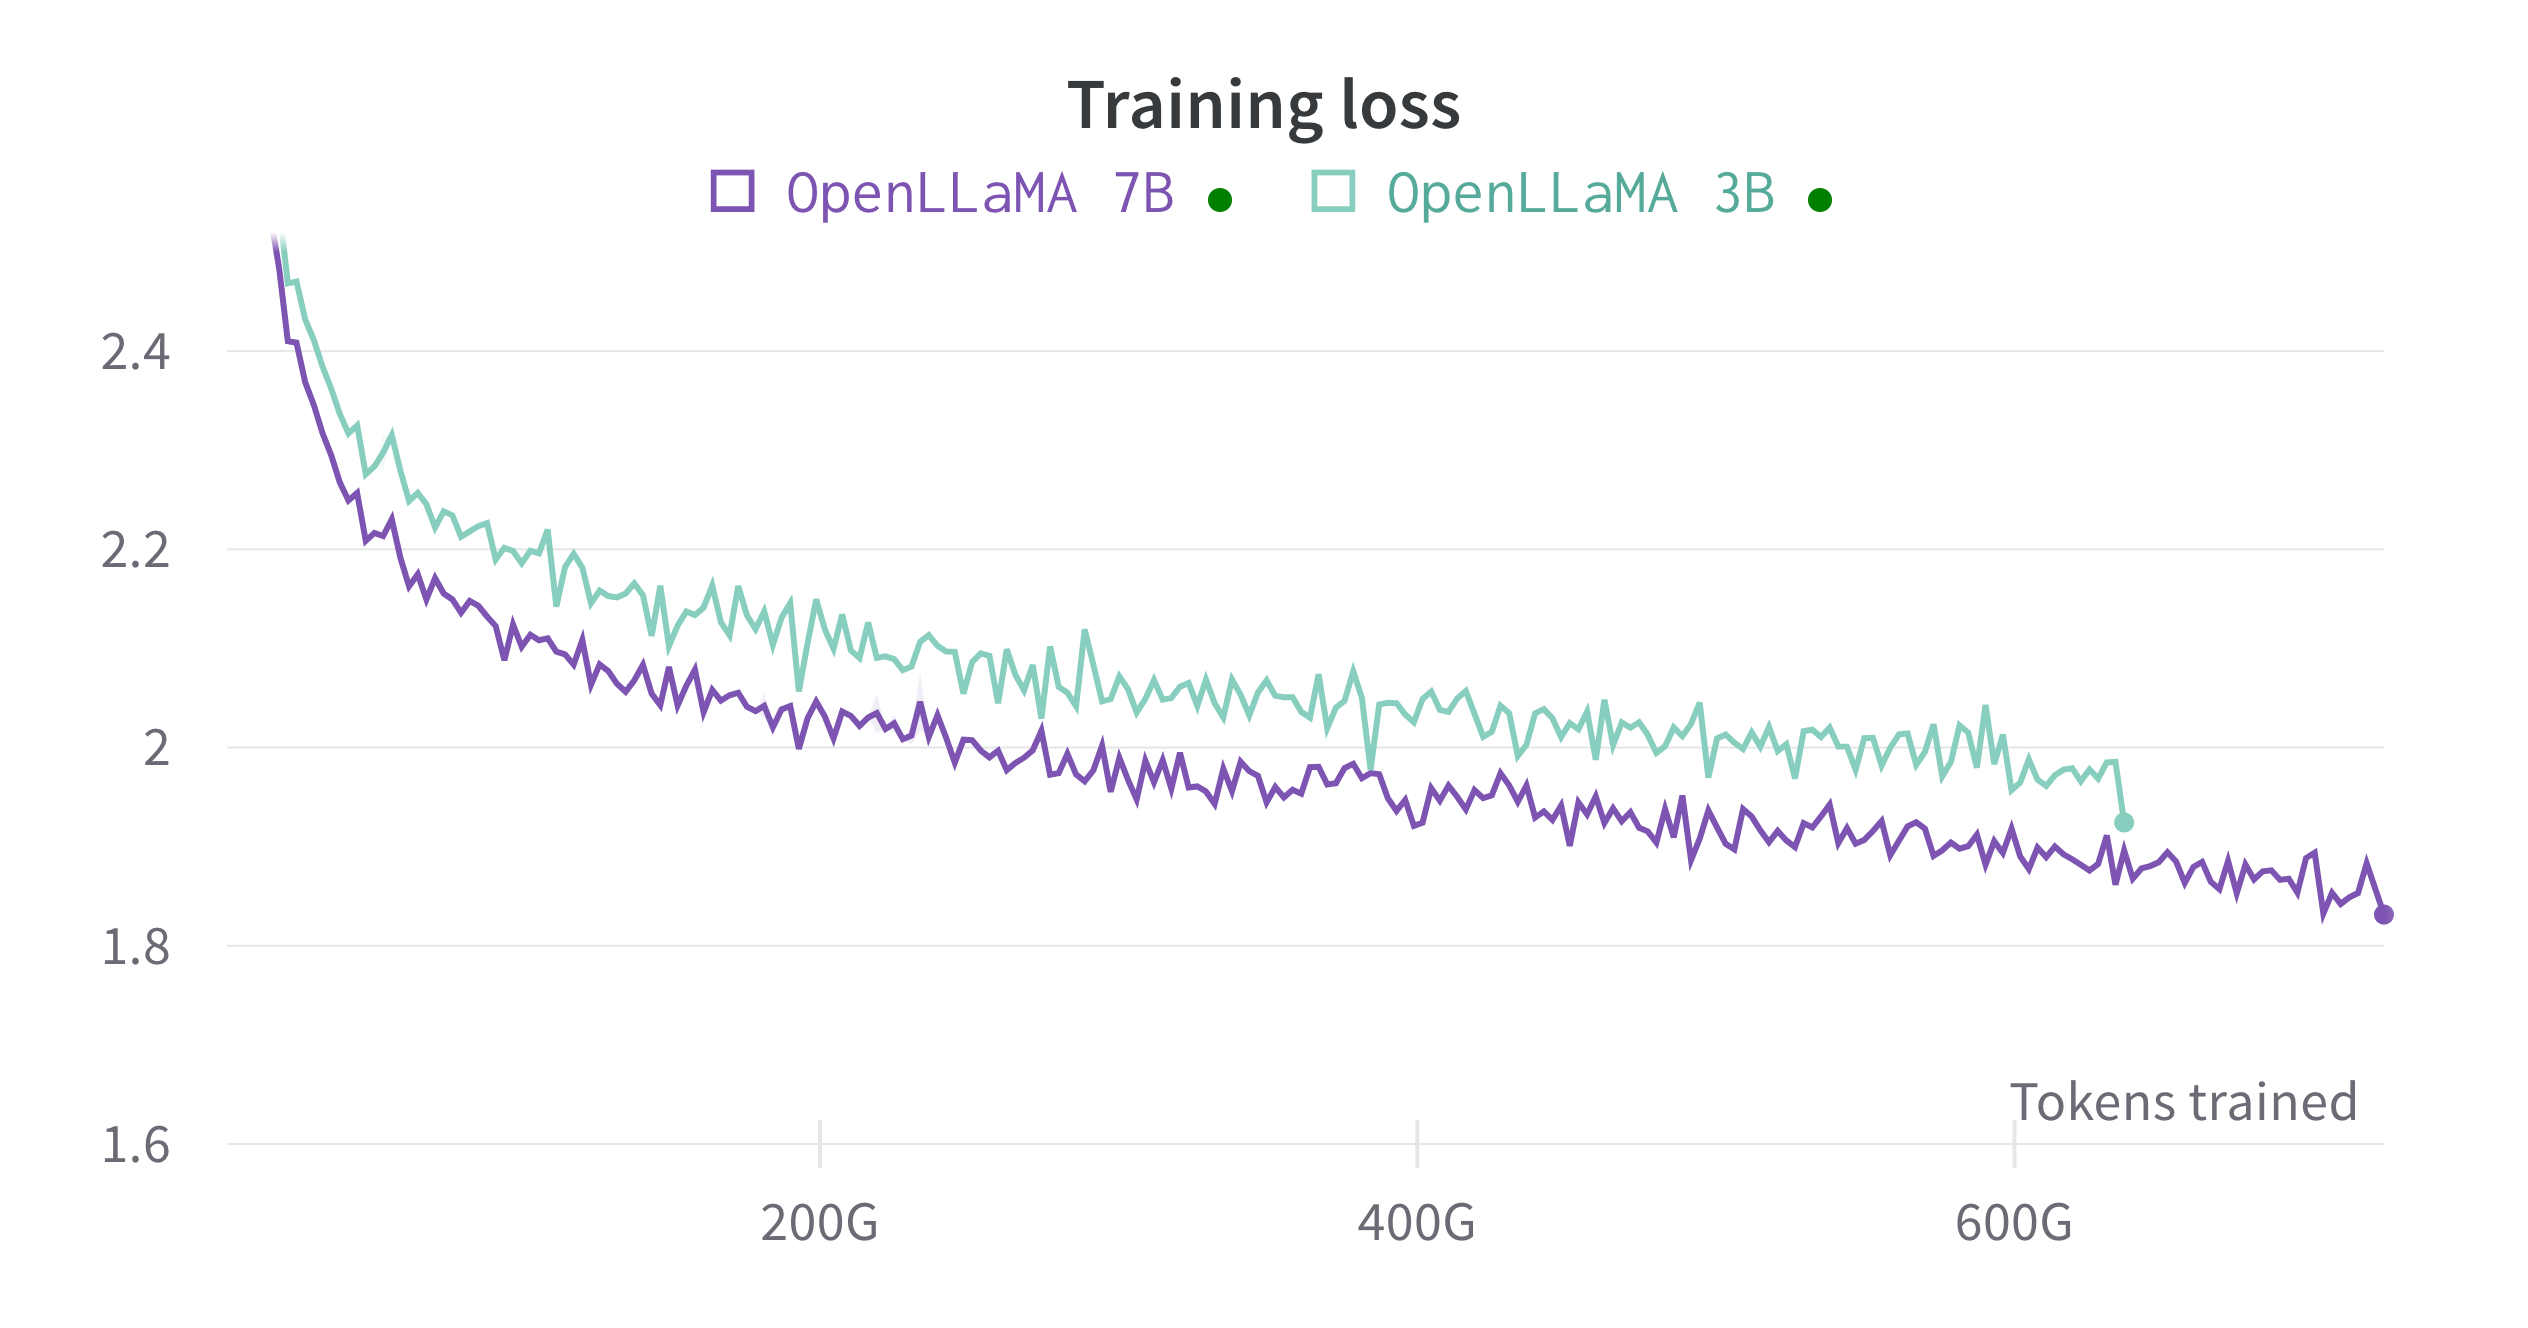 Training loss
OpenLLaMA 7B OpenLLaMA 3B
2.4
2.2
2
1.8
Tokens trained
1.6
200G 400G 600G